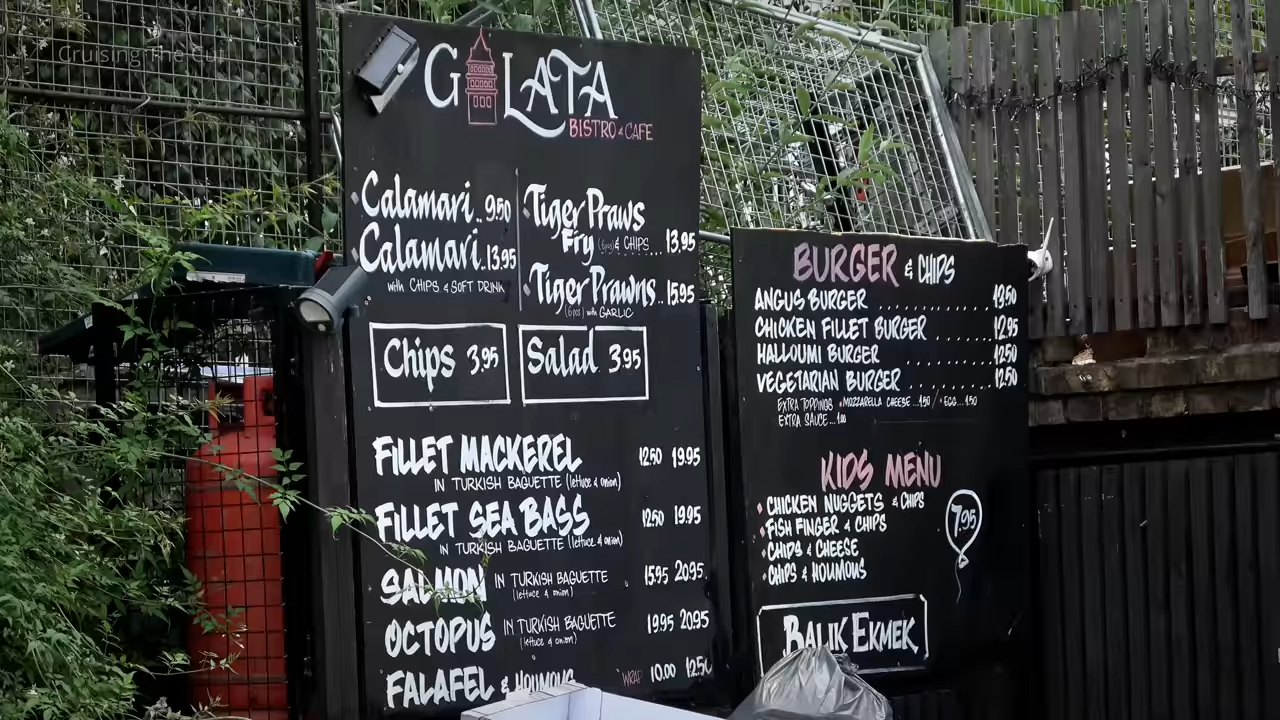 Cruising The Cut
GALATA
BISTRO & CAFE
Calamari.. 9.50
Calamari..13.95
with CHIPS & SOFT DRINK
Tiger Praws
Fry (6pcs) & CHIPS... 13.95
Tiger Prawns.. 15.95
(6pcs) with GARLIC
Chips 3.95
Salad 3.95
FILLET MACKEREL 12.50 19.95
IN TURKISH BAGUETTE (lettuce & onion)
FILLET SEA BASS 12.50 19.95
IN TURKISH BAGUETTE (lettuce & onion)
SALMON IN TURKISH BAGUETTE 15.95 20.95
(lettuce & onion)
OCTOPUS IN TURKISH BAGUETTE 19.95 20.95
(lettuce & onion)
FALAFEL & HOUMOUS WRAP 10.00 12.50
BURGER & CHIPS
ANGUS BURGER
CHICKEN FILLET BURGER 12.95
HALLOUMI BURGER 12.50
VEGETARIAN BURGER 12.50
EXTRA TOPPINGS • MOZZARELLA CHEESE...1.50 / • EGG...1.50
EXTRA SAUCE...1.00
KIDS MENU
• CHICKEN NUGGETS & CHIPS
• FISH FINGER & CHIPS
• CHIPS & CHEESE
• CHIPS & HOUMOUS
7.95
BALIK EKMEK